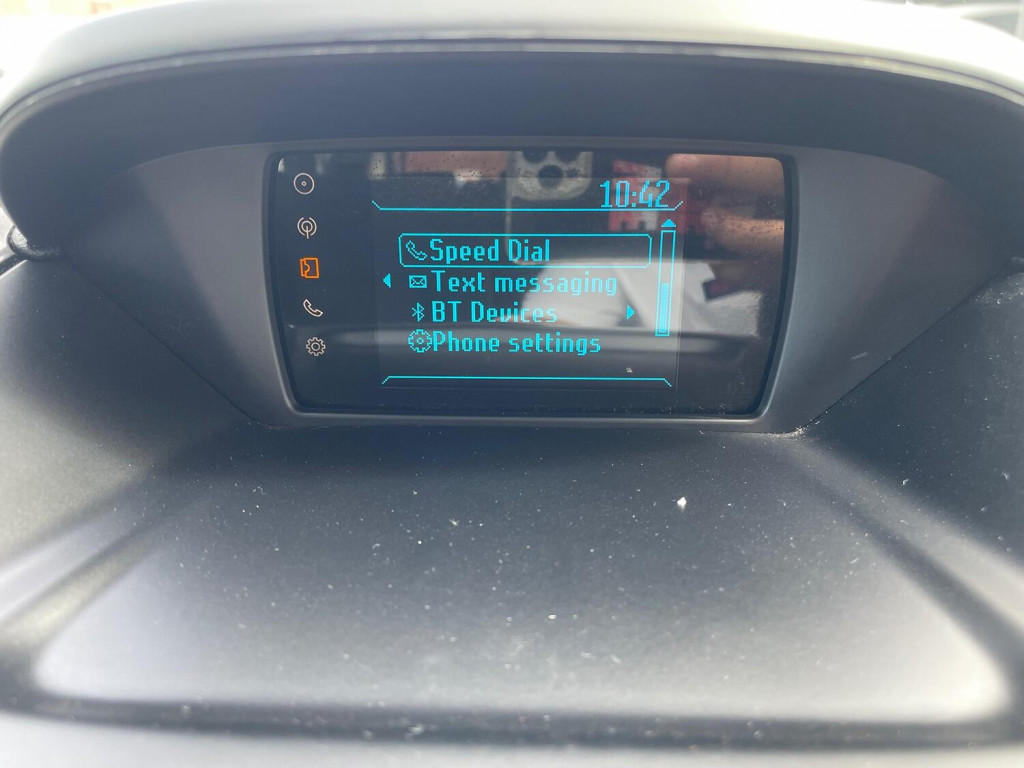 10:42
Speed Dial
Text messaging
BT Devices
Phone settings